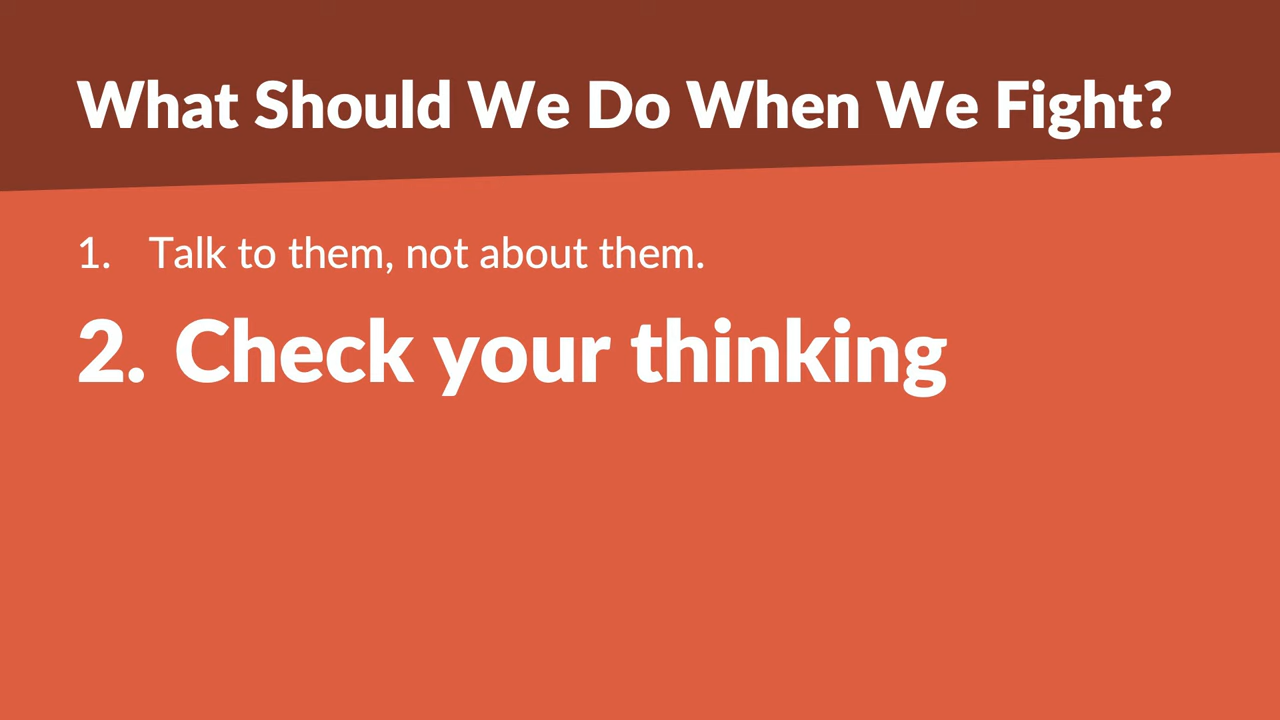 What Should We Do When We Fight?
1. Talk to them, not about them.
2. Check your thinking